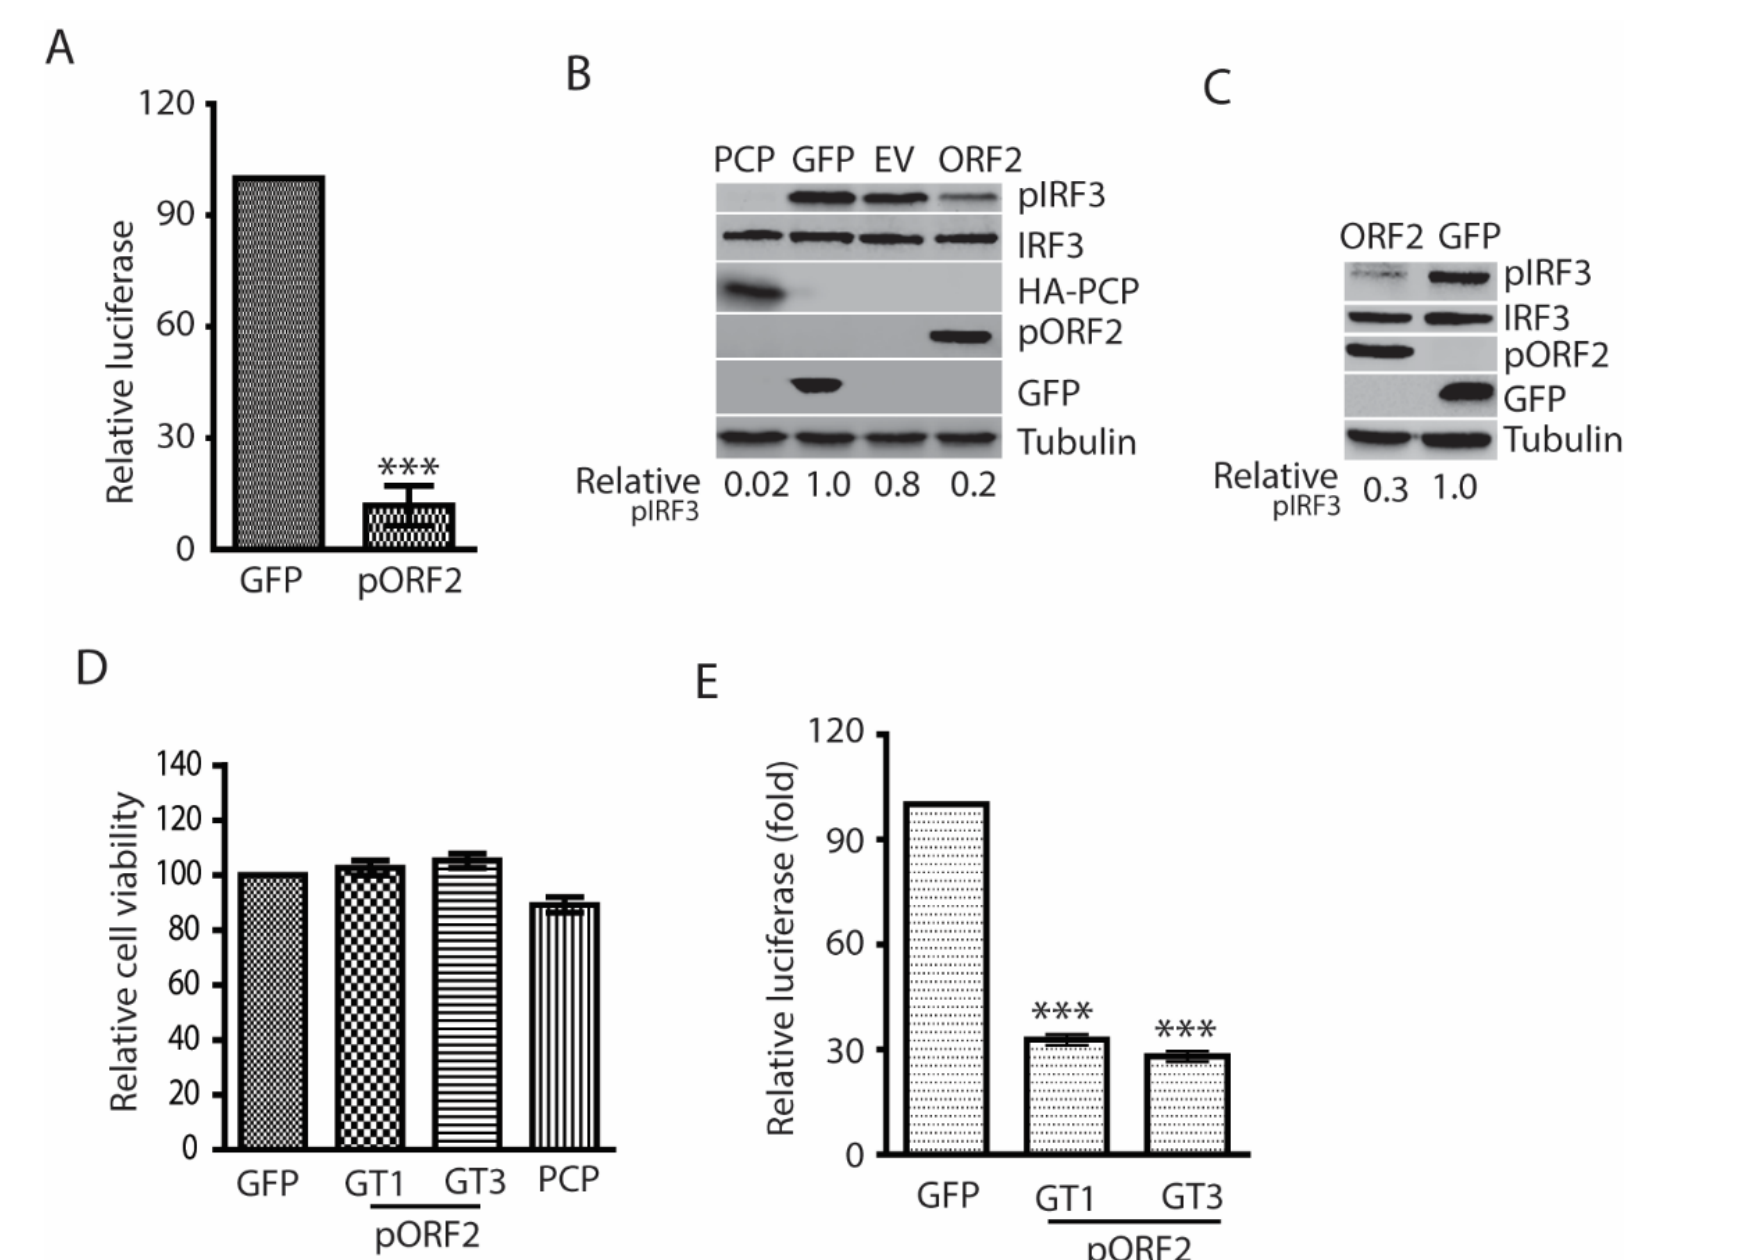 A
120
90
60
30
0
Relative luciferase
***
GFP pORF2
B
PCP GFP EV ORF2
pIRF3
IRF3
HA-PCP
pORF2
GFP
Tubulin
Relative pIRF3 0.02 1.0 0.8 0.2
C
ORF2 GFP
pIRF3
IRF3
pORF2
GFP
Tubulin
Relative pIRF3 0.3 1.0
D
140
120
100
80
60
40
20
0
Relative cell viability
GFP GT1 GT3 PCP
pORF2
E
120
90
60
30
0
Relative luciferase (fold)
*** ***
GFP GT1 GT3
pORF2